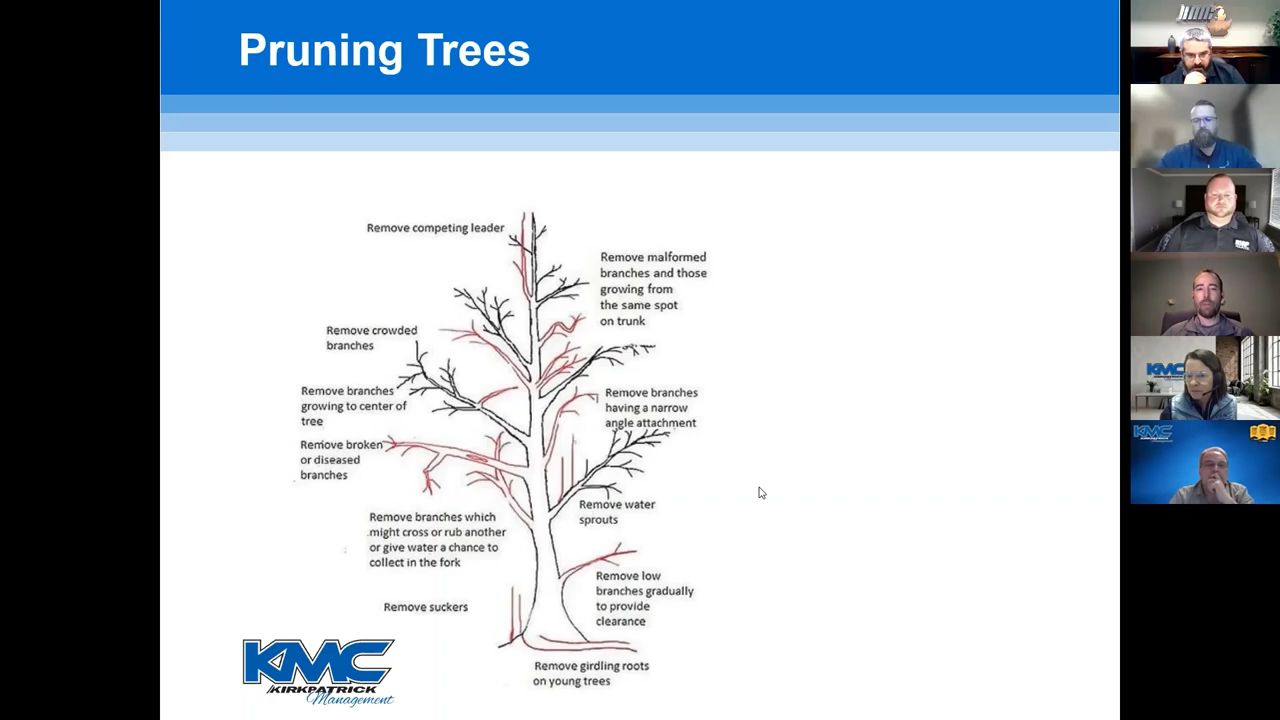 Pruning Trees
Remove competing leader
Remove malformed
branches and those
growing from
the same spot
on trunk
Remove crowded
branches
Remove branches
growing to center of
tree
Remove branches
having a narrow
angle attachment
Remove broken
or diseased
branches
Remove water
sprouts
Remove branches which
might cross or rub another
or give water a chance to
collect in the fork
Remove low
branches gradually
to provide
clearance
Remove suckers
Remove girdling roots
on young trees
KMC
KIRKPATRICK
Management
KMC
KMC
Management